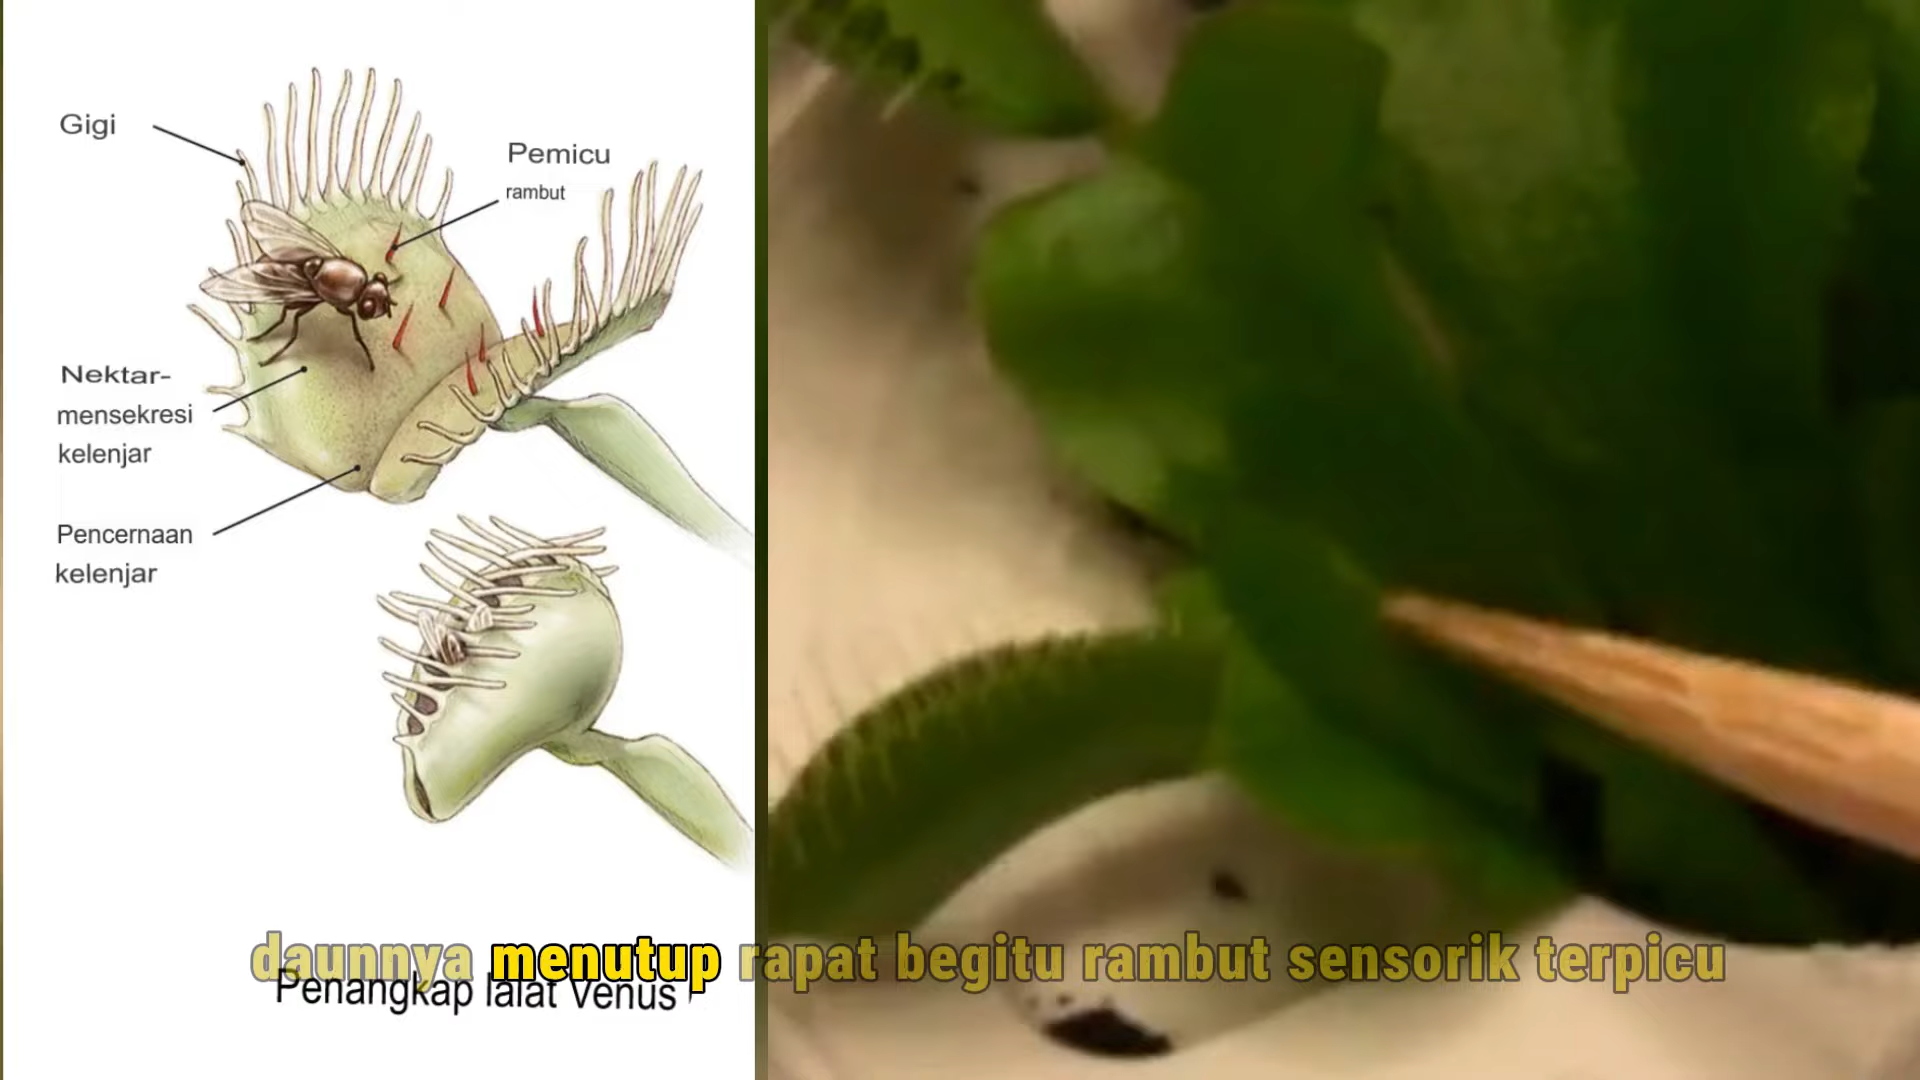 Gigi
Pemicu
rambut
Nektar-
mensekresi
kelenjar
Pencernaan
kelenjar
daunnya menutup rapat begitu rambut sensorik terpicu
Penangkap lalat Venus